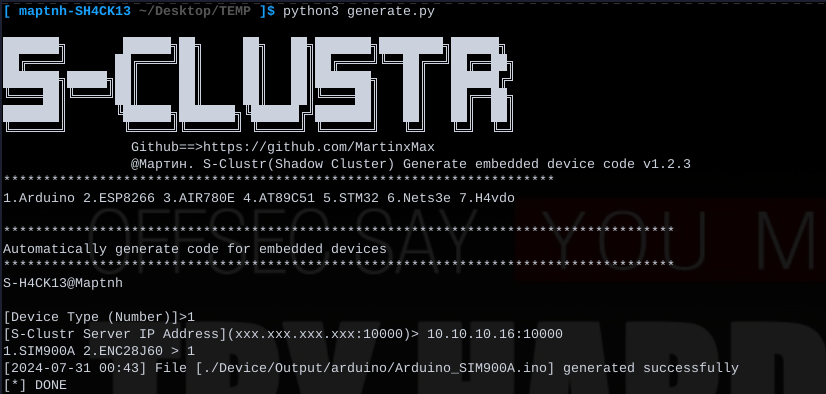 [ maptnh-SH4CK13 ~/Desktop/TEMP ]$ python3 generate.py
S-CLUSTR
Github==>https://github.com/MartinxMax
@Мартин. S-Clustr(Shadow Cluster) Generate embedded device code v1.2.3
*********************************************************************
1.Arduino 2.ESP8266 3.AIR780E 4.AT89C51 5.STM32 6.Nets3e 7.H4vdo
************************************************************************************
Automatically generate code for embedded devices
************************************************************************************
S-H4CK13@Maptnh
[Device Type (Number)]>1
[S-Clustr Server IP Address](xxx.xxx.xxx.xxx:10000)> 10.10.10.16:10000
1.SIM900A 2.ENC28J60 > 1
[2024-07-31 00:43] File [./Device/Output/arduino/Arduino_SIM900A.ino] generated successfully
[*] DONE
OFFSEC SAY YOU M
TRY HARD